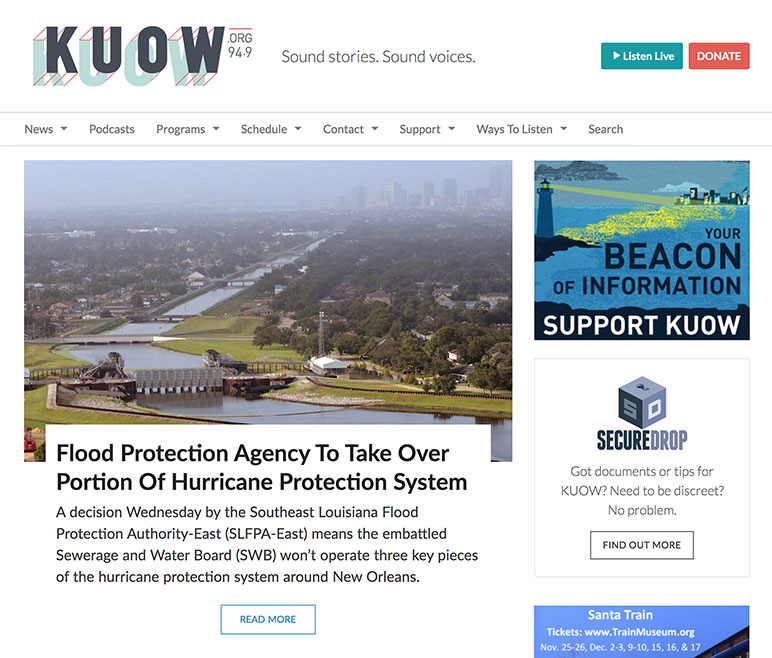 KUOW
.ORG
94.9
Sound stories. Sound voices.
Listen Live
DONATE
News
Podcasts
Programs
Schedule
Contact
Support
Ways To Listen
Search
Flood Protection Agency To Take Over
Portion Of Hurricane Protection System
A decision Wednesday by the Southeast Louisiana Flood
Protection Authority-East (SLFPA-East) means the embattled
Sewerage and Water Board (SWB) won’t operate three key pieces
of the hurricane protection system around New Orleans.
READ MORE
YOUR
BEACON
OF INFORMATION
SUPPORT KUOW
SD
SECUREDROP
Got documents or tips for
KUOW? Need to be discreet?
No problem.
FIND OUT MORE
Santa Train
Tickets: www.TrainMuseum.org
Nov. 25-26, Dec. 2-3, 9-10, 15, 16, & 17